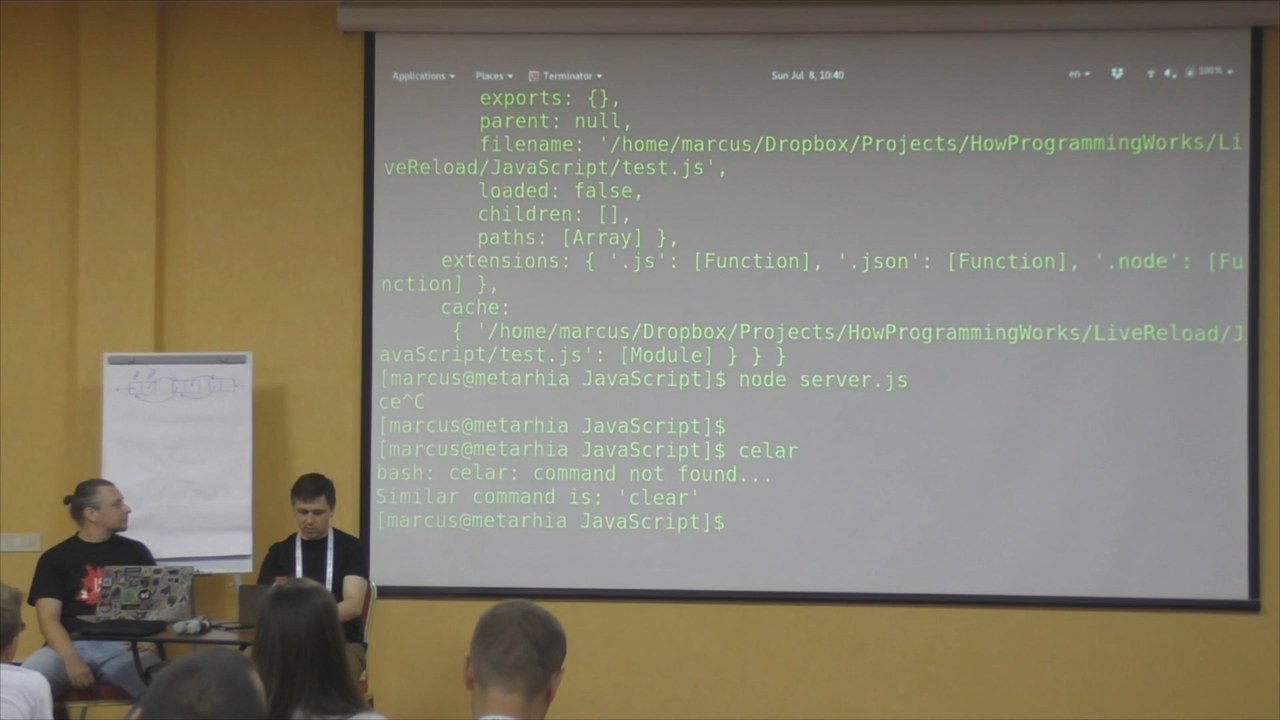 Applications Places Terminator Sun Jul 8, 10:40 en 100%
exports: {},
parent: null,
filename: '/home/marcus/Dropbox/Projects/HowProgrammingWorks/Li
veReload/JavaScript/test.js',
loaded: false,
children: [],
paths: [Array] },
extensions: { '.js': [Function], '.json': [Function], '.node': [Fu
nction] },
cache:
{ '/home/marcus/Dropbox/Projects/HowProgrammingWorks/LiveReload/J
avaScript/test.js': [Module] } } }
[marcus@metarhia JavaScript]$ node server.js
ce^C
[marcus@metarhia JavaScript]$
[marcus@metarhia JavaScript]$ celar
bash: celar: command not found...
Similar command is: 'clear'
[marcus@metarhia JavaScript]$